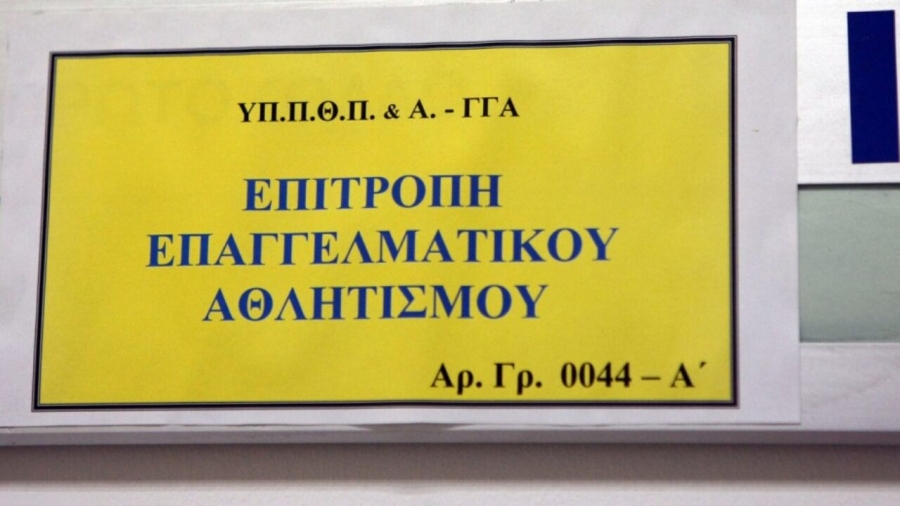 ΥΠ.Π.Θ.Π. & Α. - ΓΓΑ
ΕΠΙΤΡΟΠΗ
ΕΠΑΓΓΕΛΜΑΤΙΚΟΥ
ΑΘΛΗΤΙΣΜΟΥ
Αρ. Γρ. 0044 – Α΄